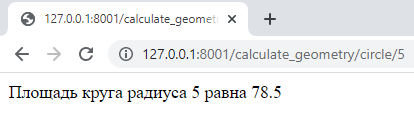 127.0.0.1:8001/calculate_geometr
127.0.0.1:8001/calculate_geometry/circle/5
Площадь круга радиуса 5 равна 78.5